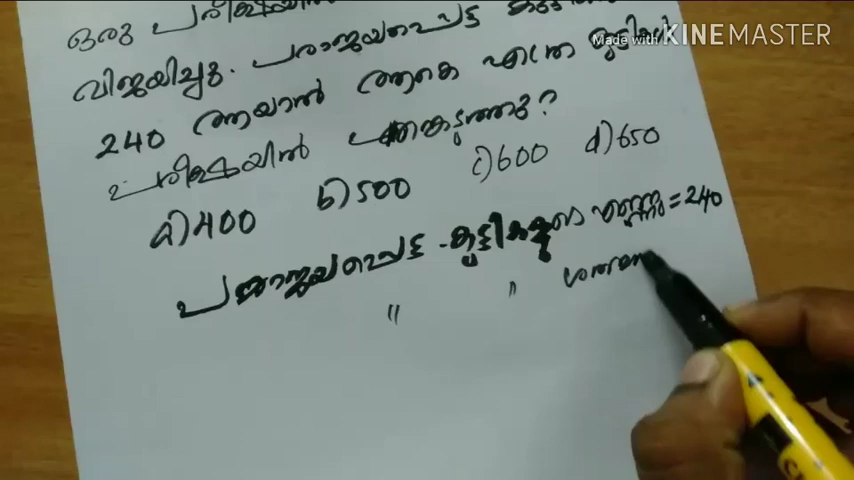 ഒരു പരീക്ഷയിൽ
വിജയിച്ചു. പരാജയപ്പെട്ട
240 ആയാൽ ആകെ എത്ര കുട്ടികൾ
പരീക്ഷയിൽ പങ്കെടുത്തു?
a) 400 b) 500 c) 600 d) 650
പരാജയപ്പെട്ട കുട്ടികളുടെ എണ്ണം = 240
" "
Made with KINEMASTER